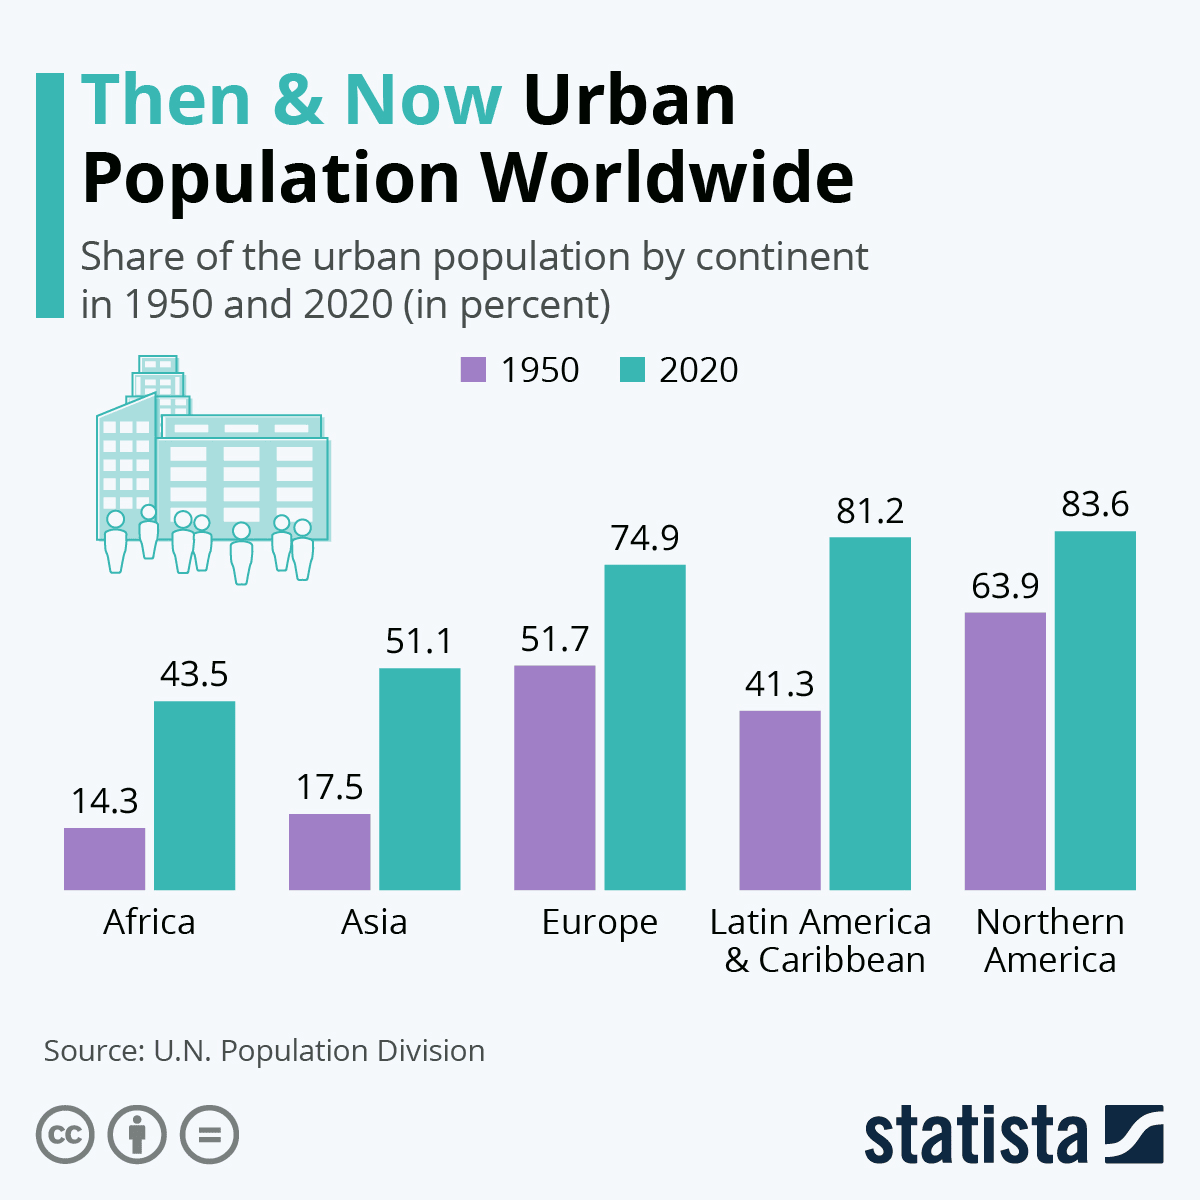 Then & Now Urban
Population Worldwide
Share of the urban population by continent
in 1950 and 2020 (in percent)
1950 2020
14.3 43.5 17.5 51.1 51.7 74.9 41.3 81.2 63.9 83.6
Africa Asia Europe Latin America Northern
& Caribbean America
Source: U.N. Population Division
cc = statista